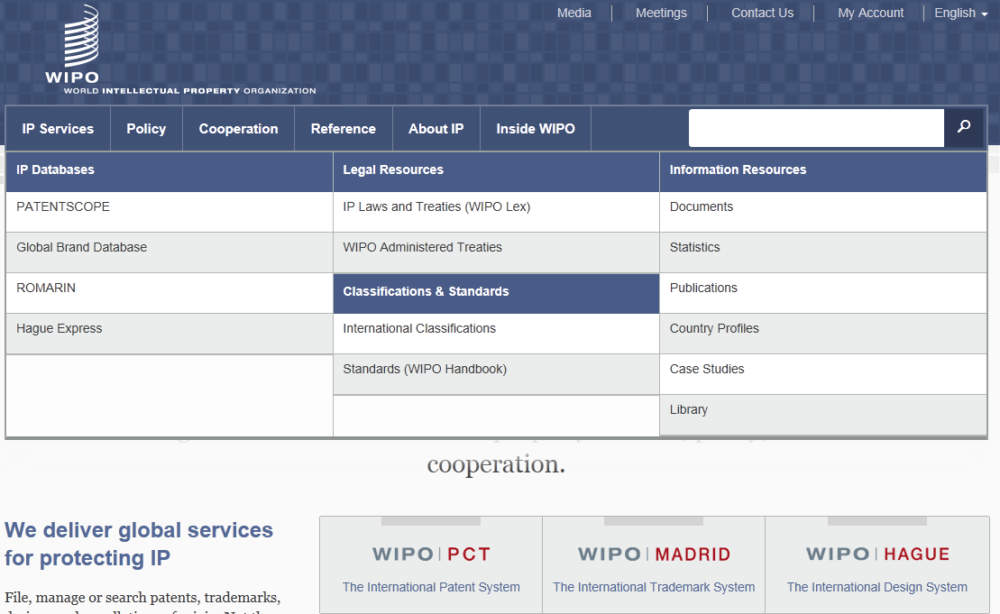 Media
Meetings
Contact Us
My Account
English
WIPO
WORLD INTELLECTUAL PROPERTY ORGANIZATION
IP Services
Policy
Cooperation
Reference
About IP
Inside WIPO
IP Databases
PATENTSCOPE
Global Brand Database
ROMARIN
Hague Express
Legal Resources
IP Laws and Treaties (WIPO Lex)
WIPO Administered Treaties
Classifications & Standards
International Classifications
Standards (WIPO Handbook)
Information Resources
Documents
Statistics
Publications
Country Profiles
Case Studies
Library
cooperation.
We deliver global services
for protecting IP
File, manage or search patents, trademarks,
WIPO | PCT
The International Patent System
WIPO | MADRID
The International Trademark System
WIPO | HAGUE
The International Design System